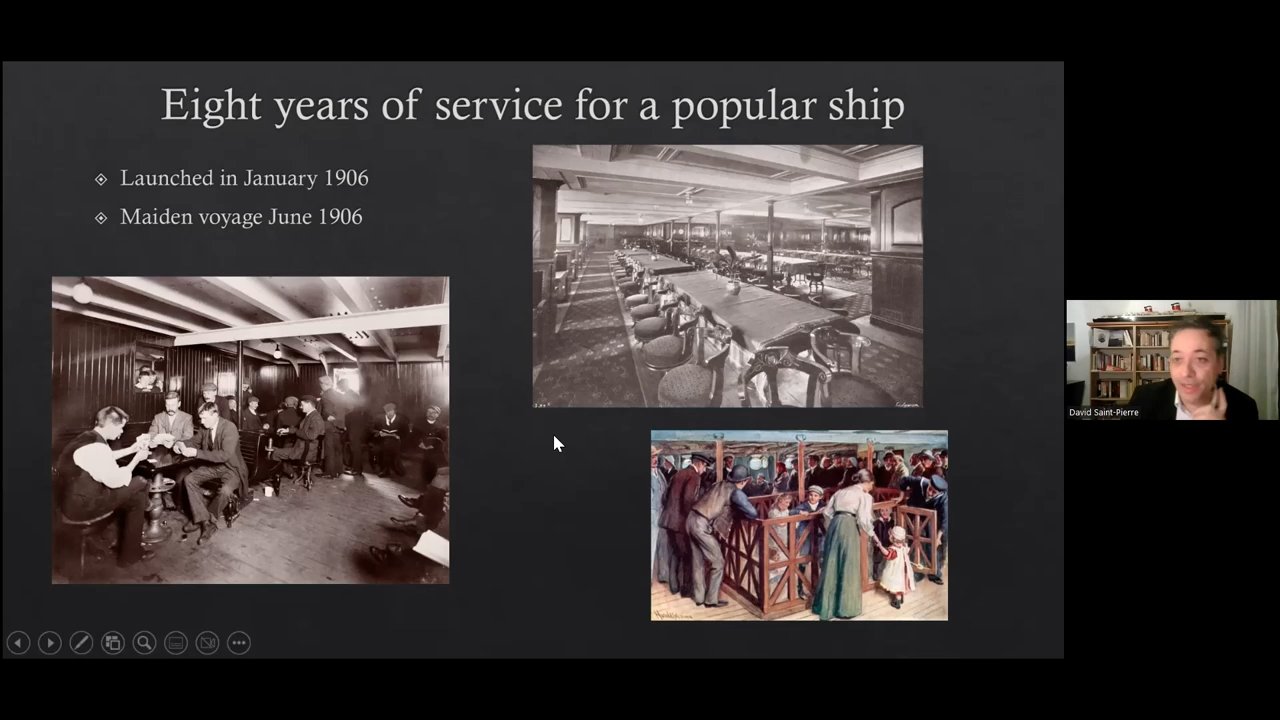 Eight years of service for a popular ship
Launched in January 1906
Maiden voyage June 1906
David Saint-Pierre